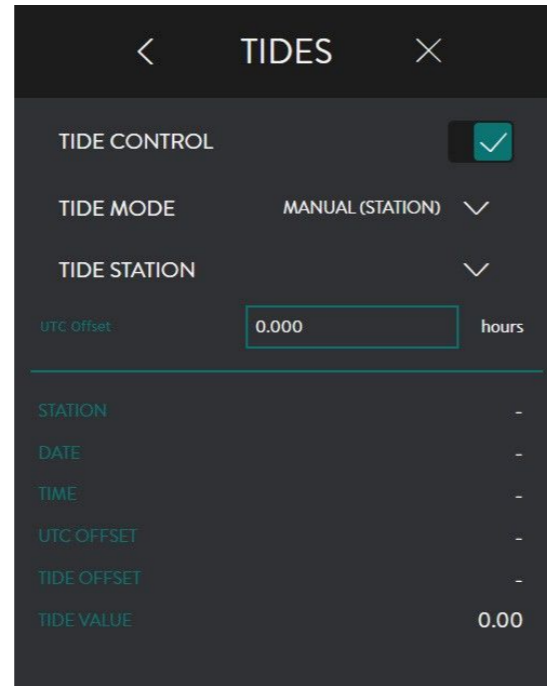 TIDES
TIDE CONTROL
TIDE MODE MANUAL (STATION)
TIDE STATION
UTC Offset 0.000 hours
STATION -
DATE -
TIME -
UTC OFFSET -
TIDE OFFSET -
TIDE VALUE 0.00